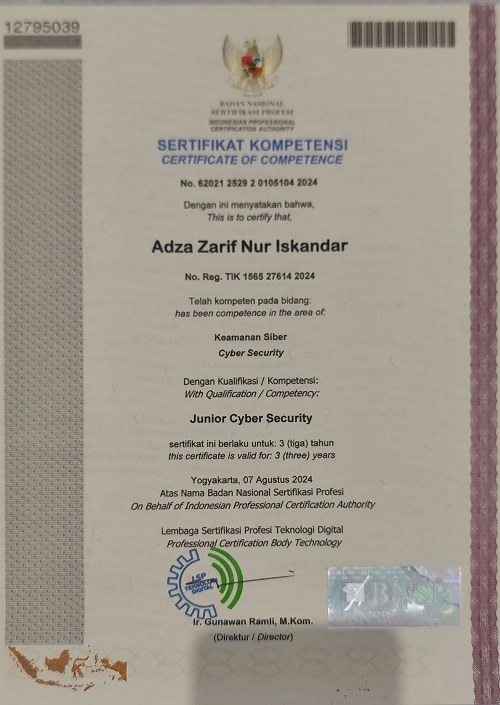 12795039
BADAN NASIONAL
SERTIFIKASI PROFESI
INDONESIAN PROFESSIONAL
CERTIFICATION AUTHORITY
SERTIFIKAT KOMPETENSI
CERTIFICATE OF COMPETENCE
No. 62021 2529 2 0105104 2024
Dengan ini menyatakan bahwa,
This is to certify that,
Adza Zarif Nur Iskandar
No. Reg. TIK 1565 27614 2024
Telah kompeten pada bidang:
has been competence in the area of:
Keamanan Siber
Cyber Security
Dengan Kualifikasi / Kompetensi:
With Qualification / Competency:
Junior Cyber Security
sertifikat ini berlaku untuk: 3 (tiga) tahun
this certificate is valid for: 3 (three) years
Yogyakarta, 07 Agustus 2024
Atas Nama Badan Nasional Sertifikasi Profesi
On Behalf of Indonesian Professional Certification Authority
Lembaga Sertifikasi Profesi Teknologi Digital
Professional Certification Body Technology
LSP
TEKNOLOGI
DIGITAL
BNSP
Ir. Gunawan Ramli, M.Kom.
(Direktur / Director)